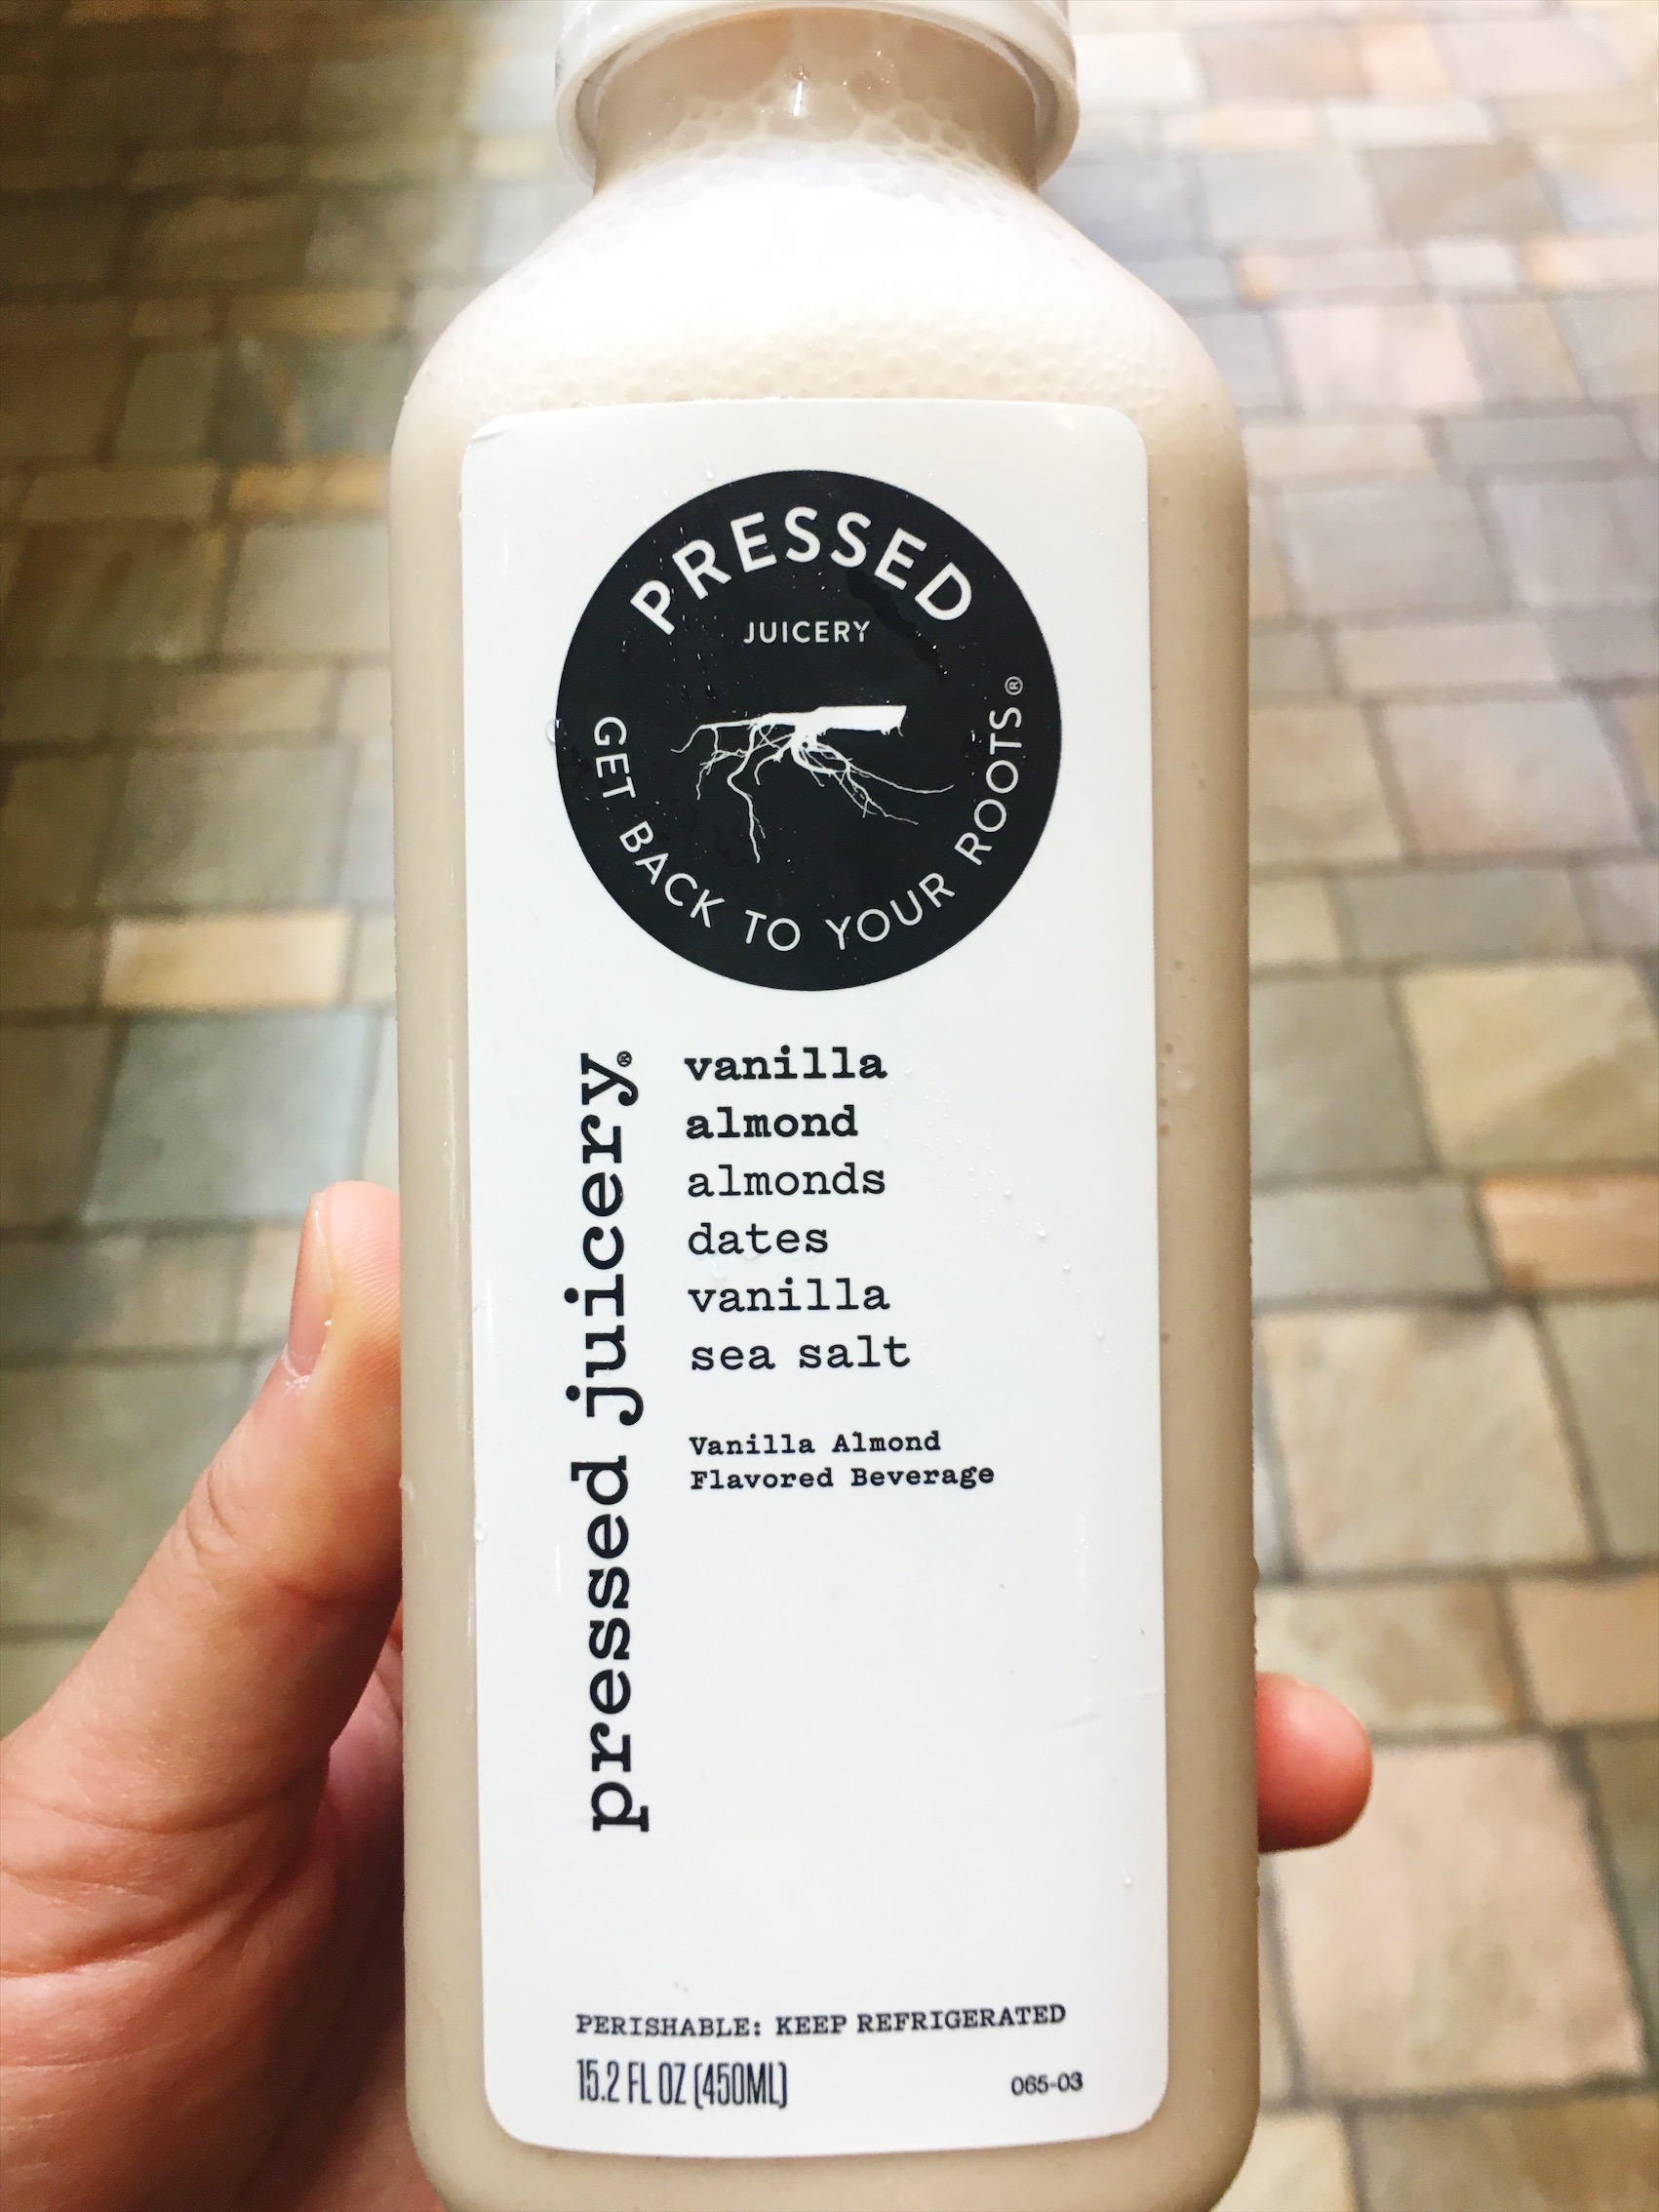 PRESSED
JUICERY
GET BACK TO YOUR ROOTS®
pressed juicery®
vanilla
almond
almonds
dates
vanilla
sea salt
Vanilla Almond
Flavored Beverage
PERISHABLE: KEEP REFRIGERATED
15.2 FL OZ (450ML)
065-03